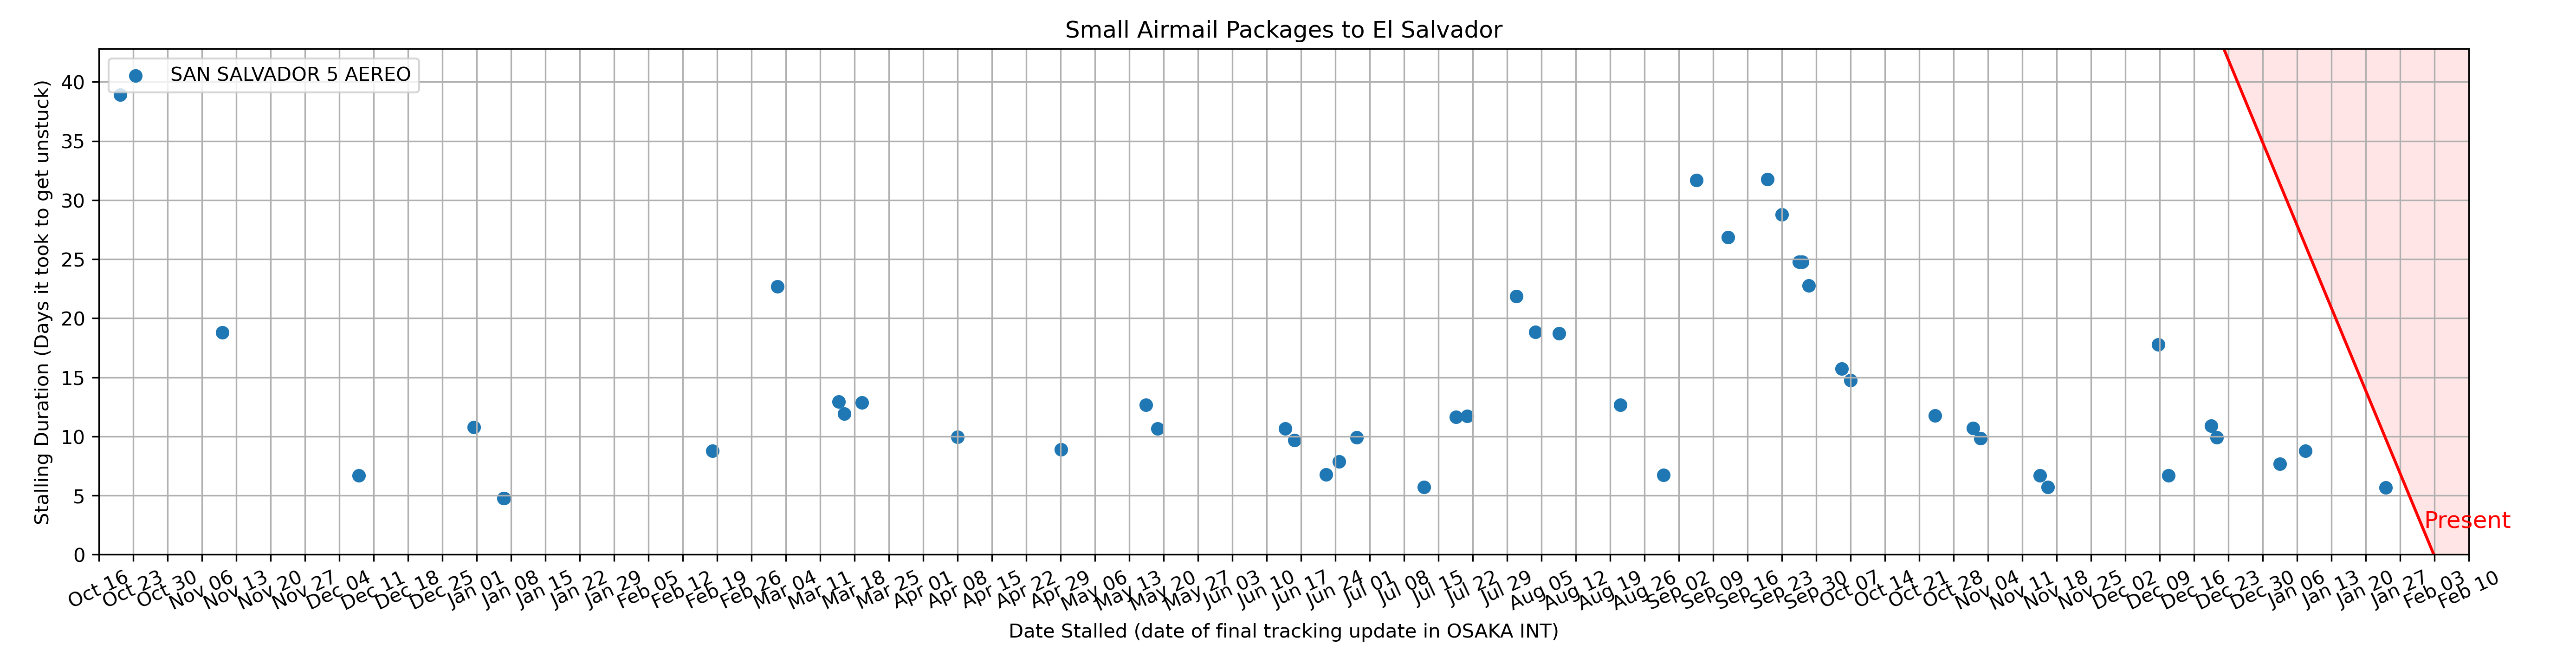 Small Airmail Packages to El Salvador
SAN SALVADOR 5 AEREO
Stalling Duration (Days it took to get unstuck)
40
35
30
25
20
15
10
5
0
Present
Oct 16 Oct 23 Oct 30 Nov 06 Nov 13 Nov 20 Nov 27 Dec 04 Dec 11 Dec 18 Dec 25 Jan 01 Jan 08 Jan 15 Jan 22 Jan 29 Feb 05 Feb 12 Feb 19 Feb 26 Mar 04 Mar 11 Mar 18 Mar 25 Apr 01 Apr 08 Apr 15 Apr 22 Apr 29 May 06 May 13 May 20 May 27 Jun 03 Jun 10 Jun 17 Jun 24 Jul 01 Jul 08 Jul 15 Jul 22 Jul 29 Aug 05 Aug 12 Aug 19 Aug 26 Sep 02 Sep 09 Sep 16 Sep 23 Sep 30 Oct 07 Oct 14 Oct 21 Oct 28 Nov 04 Nov 11 Nov 18 Nov 25 Dec 02 Dec 09 Dec 16 Dec 23 Dec 30 Jan 06 Jan 13 Jan 20 Jan 27 Feb 03 Feb 10
Date Stalled (date of final tracking update in OSAKA INT)